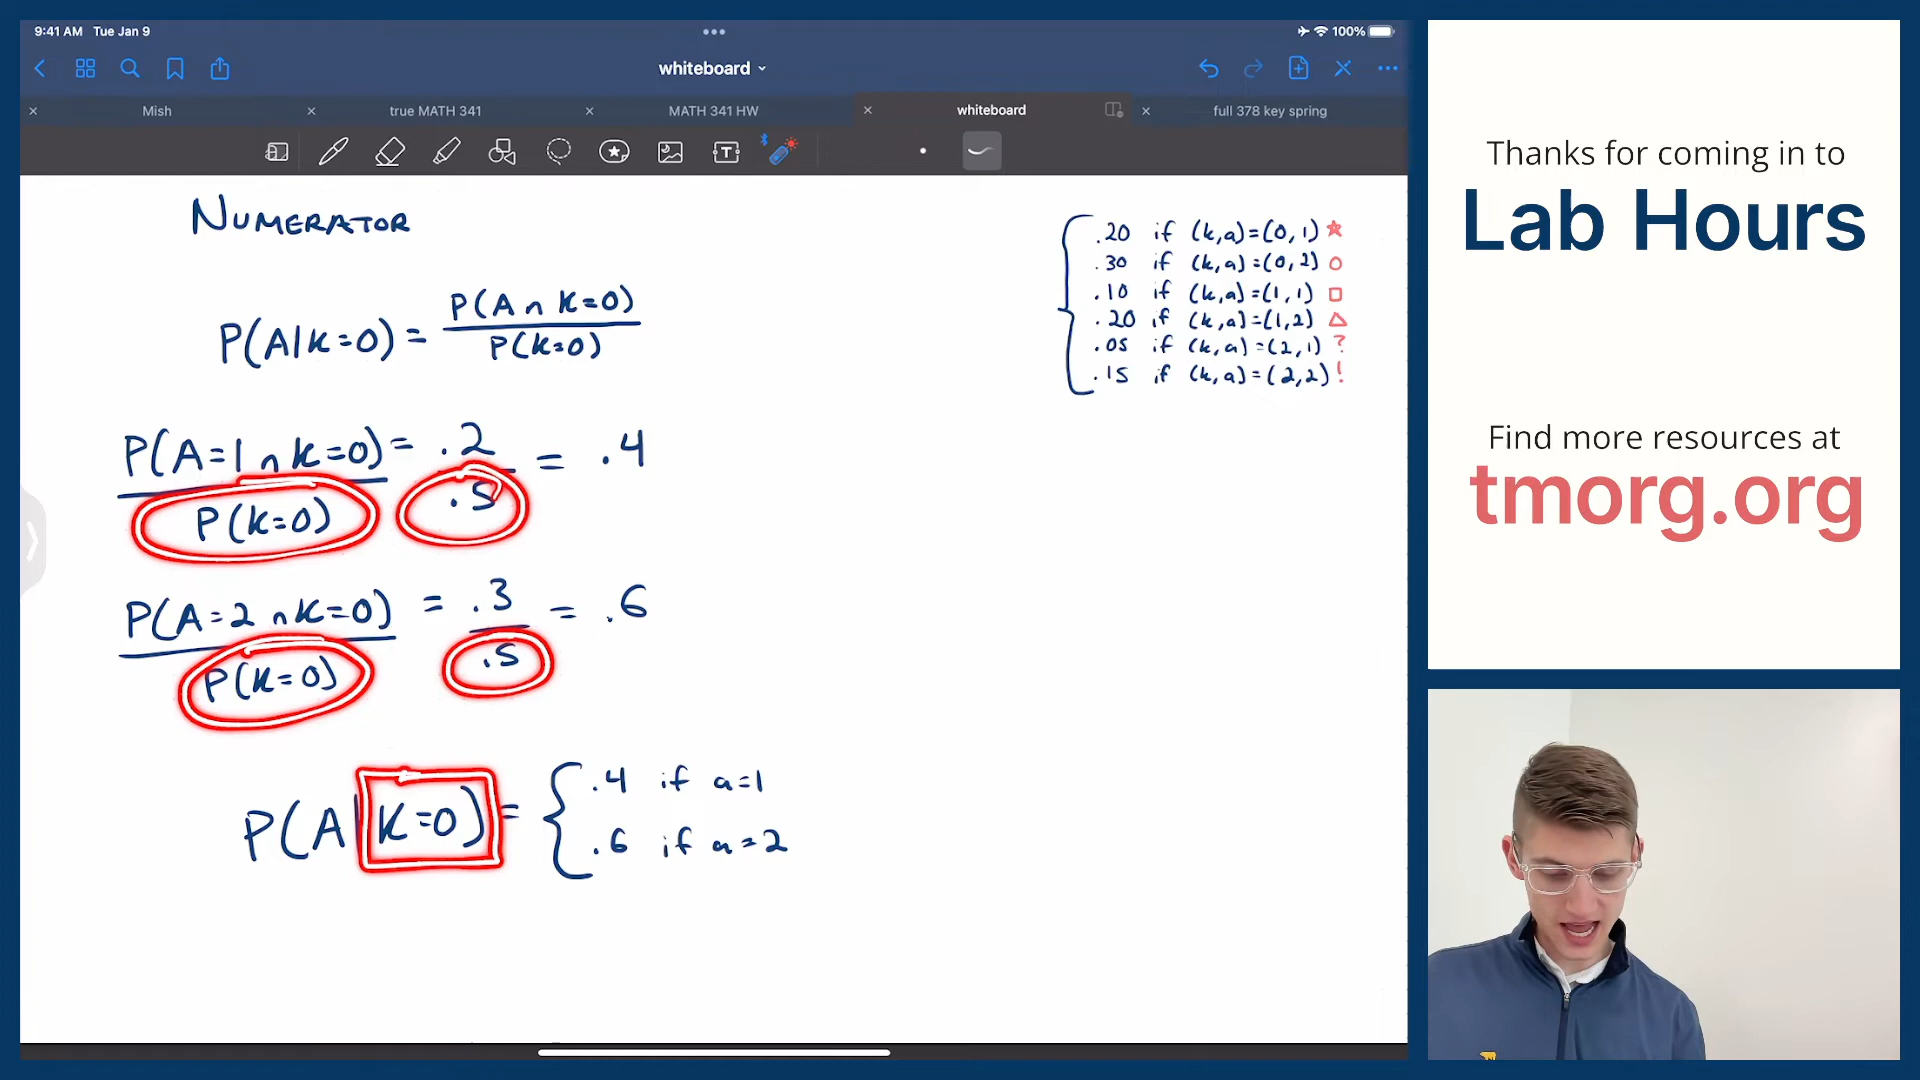 9:41 AM Tue Jan 9
100%
whiteboard
Mish
true MATH 341
MATH 341 HW
whiteboard
full 378 key spring
NUMERATOR
P(A|K=0) = P(A ∩ K=0)
P(K=0)
P(A=1 ∩ K=0) = .2 = .4
P(K=0) .5
P(A=2 ∩ K=0) = .3 = .6
P(K=0) .5
P(A|K=0) = { .4 if a=1
.6 if a=2
.20 if (k,a)=(0,1) ☆
.30 if (k,a)=(0,2) ○
.10 if (k,a)=(1,1) □
.20 if (k,a)=(1,2) △
.05 if (k,a)=(2,1) ?
.15 if (k,a)=(2,2) !
Thanks for coming in to
Lab Hours
Find more resources at
tmorg.org